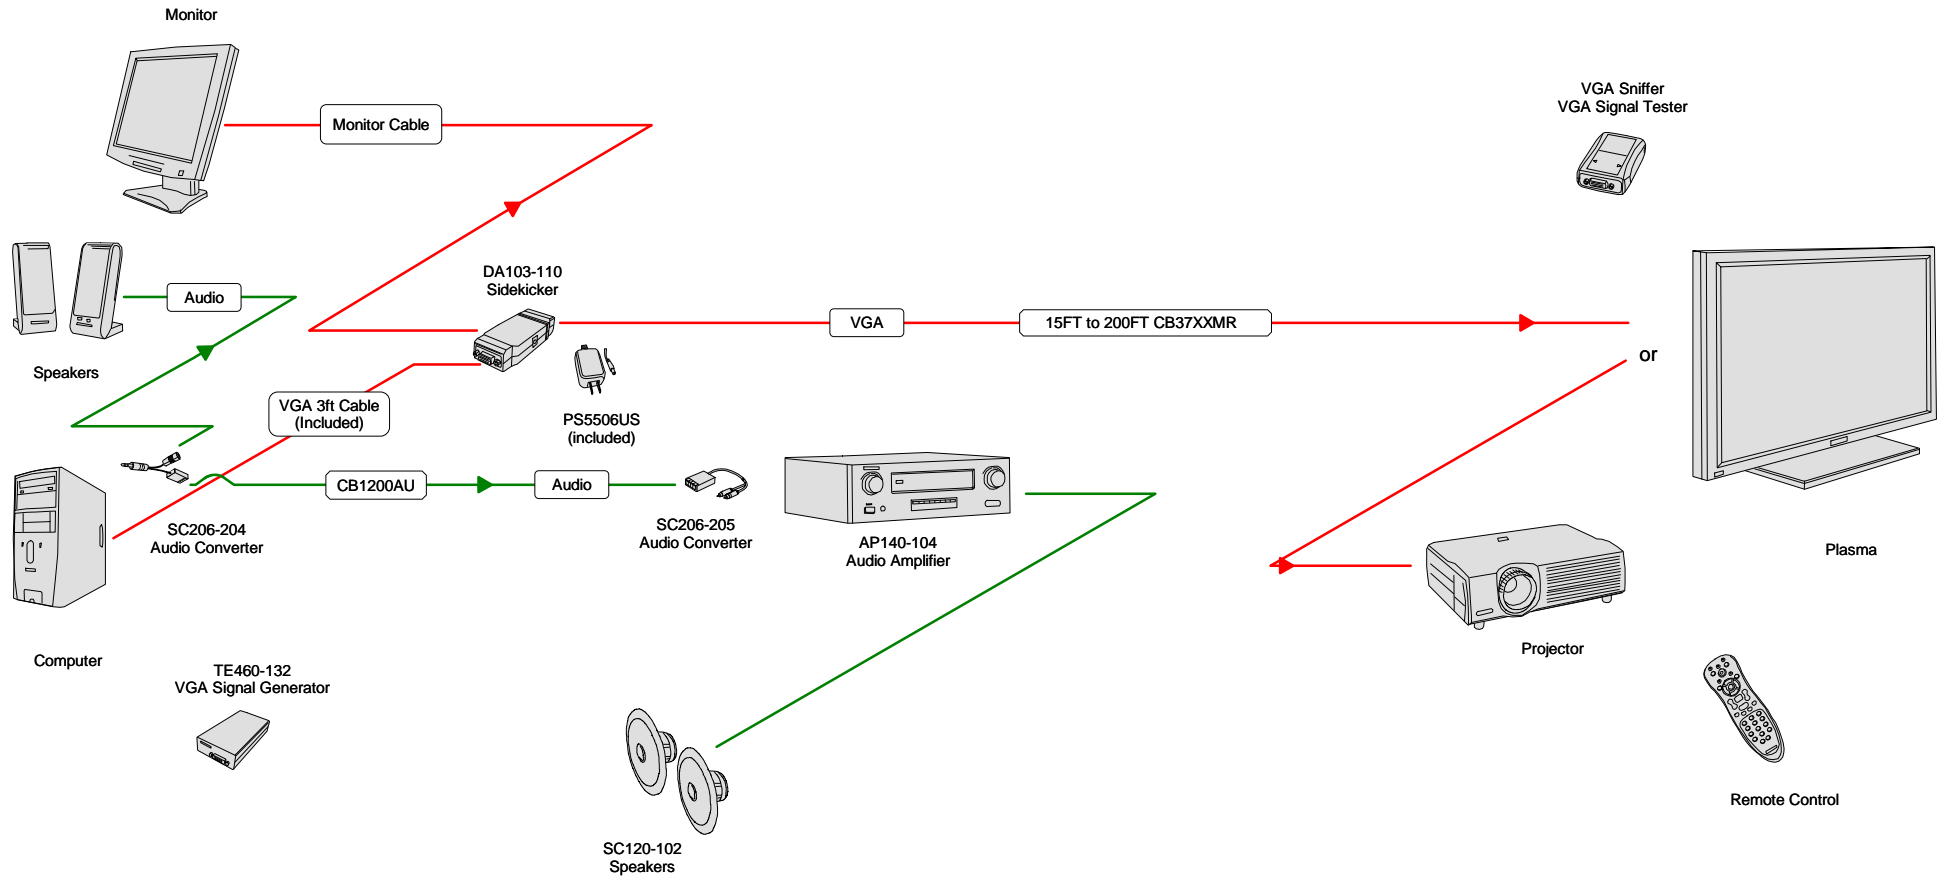 Monitor
Monitor Cable
VGA Sniffer
VGA Signal Tester
Audio
Speakers
DA103-110
Sidekicker
VGA
15FT to 200FT CB37XXMR
or
VGA 3ft Cable
(Included)
PS5506US
(included)
CB1200AU
Audio
SC206-204
Audio Converter
SC206-205
Audio Converter
AP140-104
Audio Amplifier
Plasma
Computer
TE460-132
VGA Signal Generator
Projector
Remote Control
SC120-102
Speakers